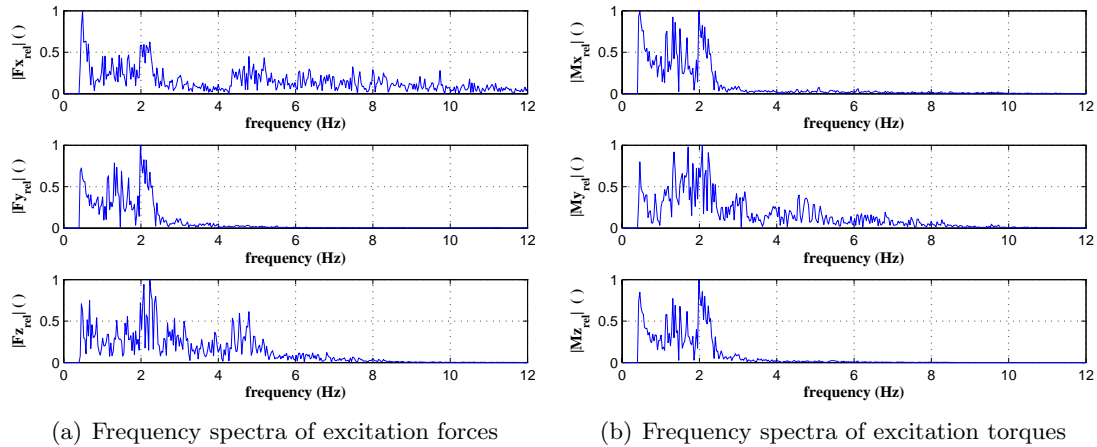 1
0.5
0
|Fx_rel| ()
0 2 4 6 8 10 12
frequency (Hz)
1
0.5
0
|Fy_rel| ()
0 2 4 6 8 10 12
frequency (Hz)
1
0.5
0
|Fz_rel| ()
0 2 4 6 8 10 12
frequency (Hz)
(a) Frequency spectra of excitation forces
1
0.5
0
|Mx_rel| ()
0 2 4 6 8 10 12
frequency (Hz)
1
0.5
0
|My_rel| ()
0 2 4 6 8 10 12
frequency (Hz)
1
0.5
0
|Mz_rel| ()
0 2 4 6 8 10 12
frequency (Hz)
(b) Frequency spectra of excitation torques